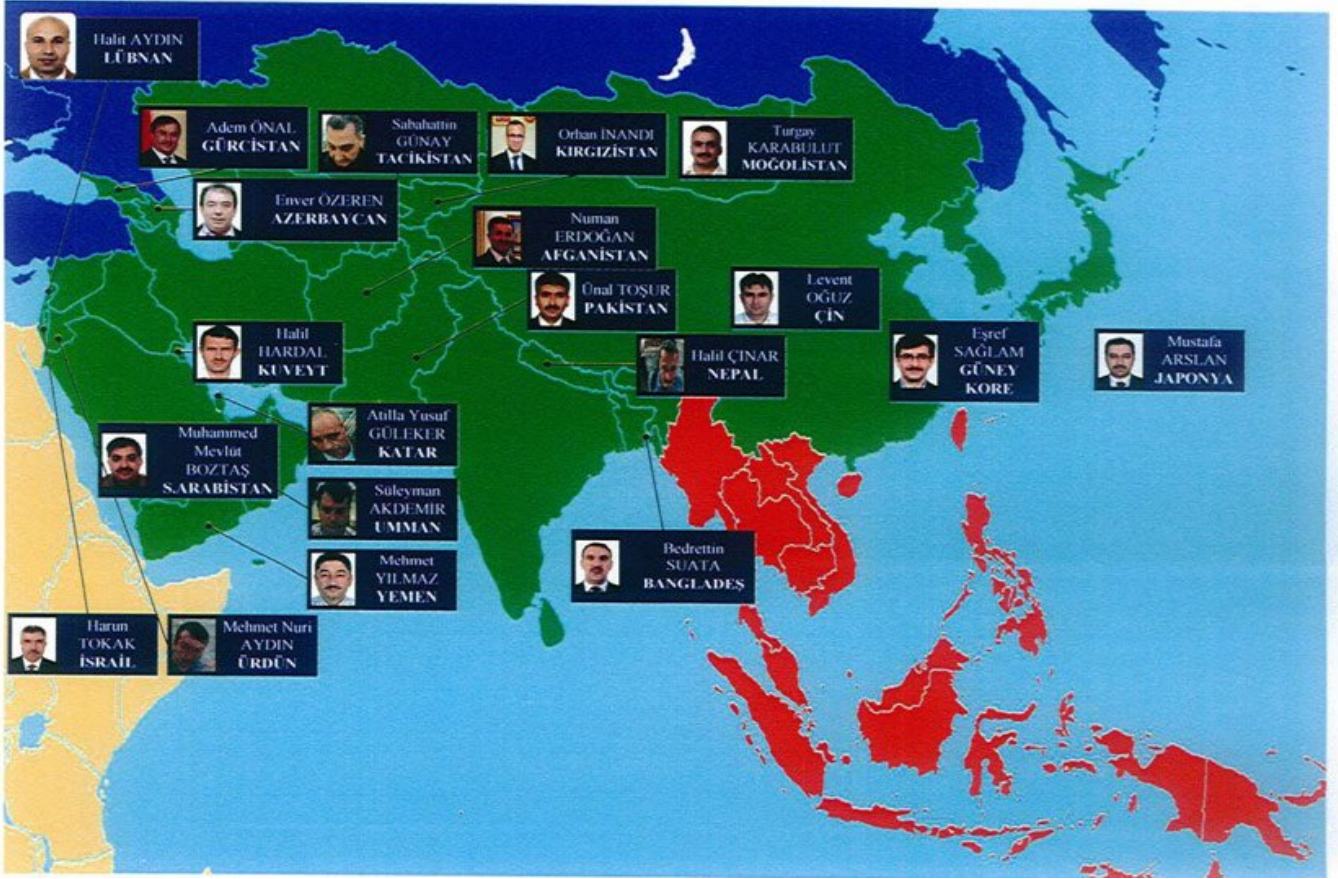 Halit AYDIN
LÜBNAN
Adem ÖNAL
GÜRCİSTAN
Sabahattin
GÜNAY
TACİKİSTAN
Orhan İNANDI
KIRGIZİSTAN
Turgay
KARABULUT
MOĞOLİSTAN
Enver ÖZEREN
AZERBAYCAN
Numan
ERDOĞAN
AFGANİSTAN
Ünal TOŞUR
PAKİSTAN
Levent
OĞUZ
ÇİN
Halil
HARDAL
KUVEYT
Halil ÇINAR
NEPAL
Eşref
SAĞLAM
GÜNEY
KORE
Mustafa
ARSLAN
JAPONYA
Atilla Yusuf
GÜLEKER
KATAR
Muhammed
Mevlüt
BOZTAŞ
S.ARABİSTAN
Süleyman
AKDEMİR
UMMAN
Mehmet
YILMAZ
YEMEN
Bedrettin
SUATA
BANGLADEŞ
Harun
TOKAK
İSRAİL
Mehmet Nuri
AYDIN
ÜRDÜN